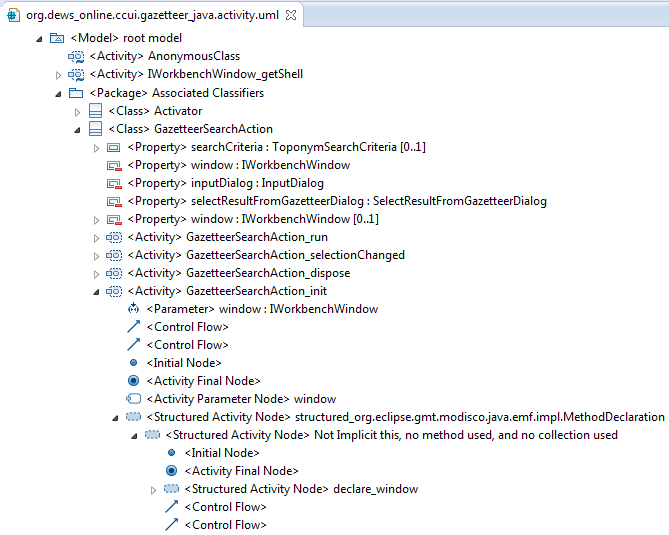 org.dews_online.ccui.gazetteer_java.activity.uml
<Model> root model
<Activity> AnonymousClass
<Activity> IWorkbenchWindow_getShell
<Package> Associated Classifiers
<Class> Activator
<Class> GazetteerSearchAction
<Property> searchCriteria : ToponymSearchCriteria [0..1]
<Property> window : IWorkbenchWindow
<Property> inputDialog : InputDialog
<Property> selectResultFromGazetteerDialog : SelectResultFromGazetteerDialog
<Property> window : IWorkbenchWindow [0..1]
<Activity> GazetteerSearchAction_run
<Activity> GazetteerSearchAction_selectionChanged
<Activity> GazetteerSearchAction_dispose
<Activity> GazetteerSearchAction_init
<Parameter> window : IWorkbenchWindow
<Control Flow>
<Control Flow>
<Initial Node>
<Activity Final Node>
<Activity Parameter Node> window
<Structured Activity Node> structured_org.eclipse.gmt.modisco.java.emf.impl.MethodDeclaration
<Structured Activity Node> Not Implicit this, no method used, and no collection used
<Initial Node>
<Activity Final Node>
<Structured Activity Node> declare_window
<Control Flow>
<Control Flow>